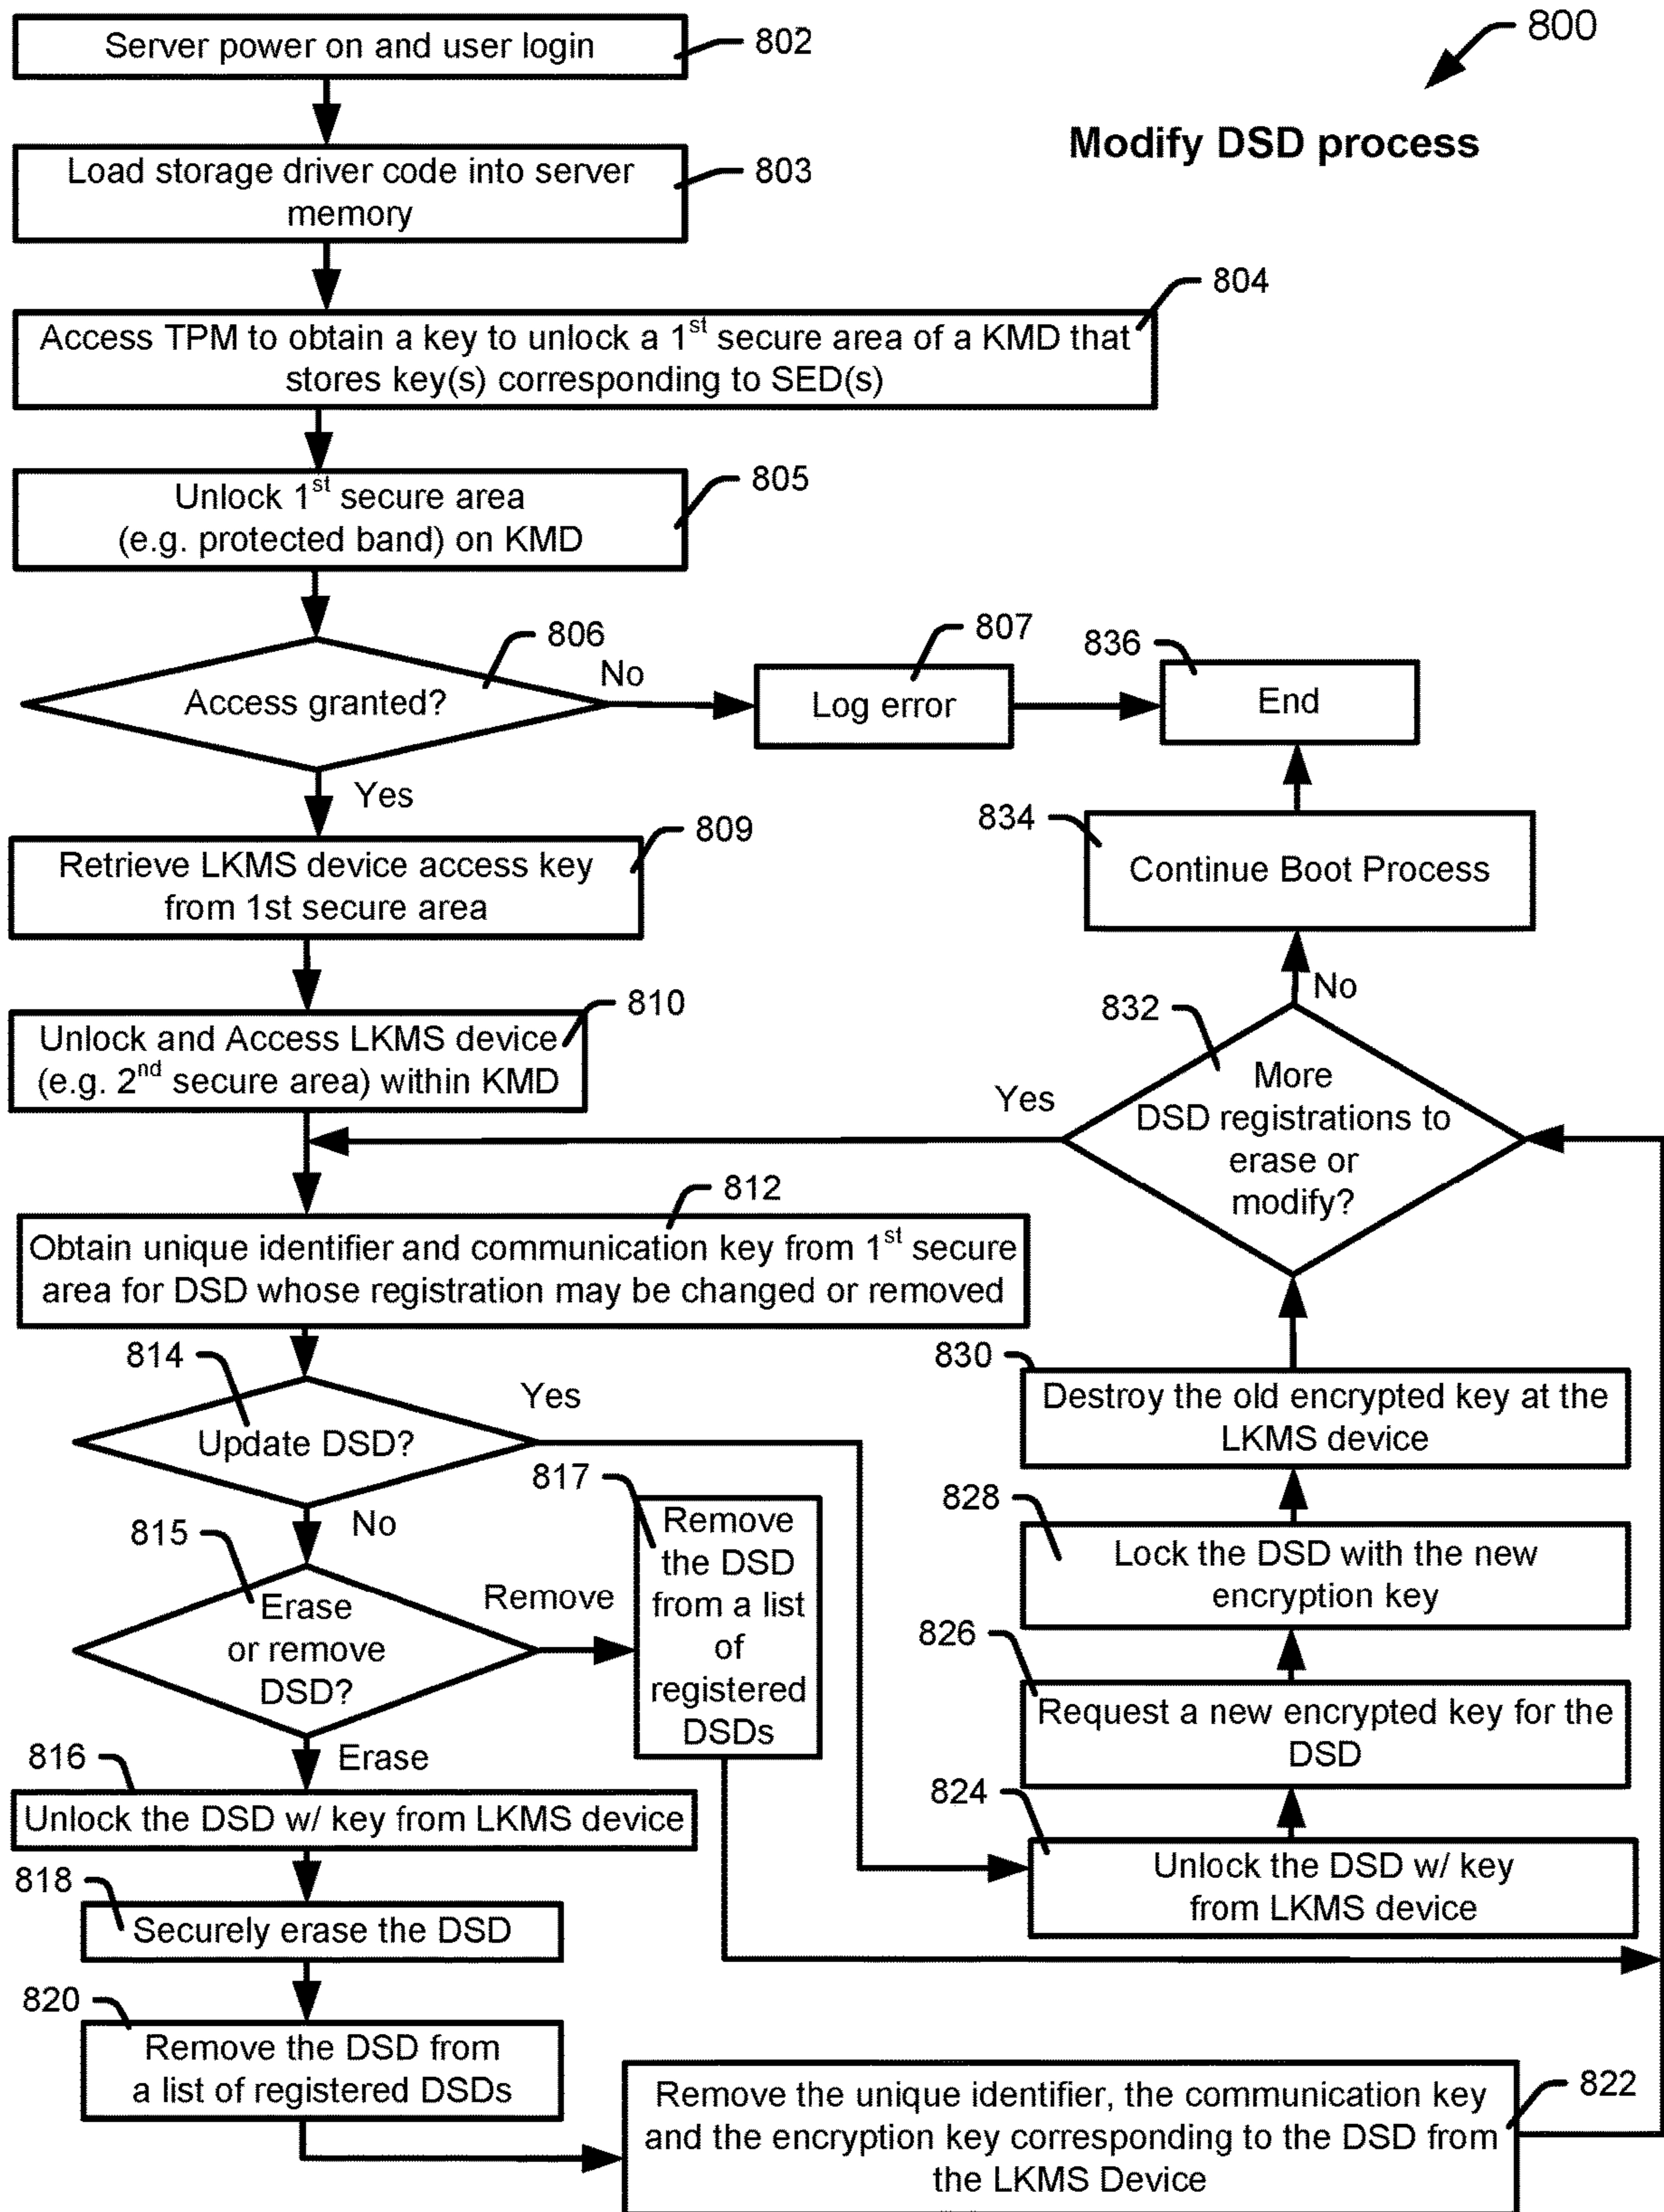 800
Modify DSD process
Server power on and user login
802
Load storage driver code into server
memory
803
804
Access TPM to obtain a key to unlock a 1st secure area of a KMD that
stores key(s) corresponding to SED(s)
805
Unlock 1st secure area
(e.g. protected band) on KMD
806
Access granted?
No
Yes
807
Log error
836
End
809
Retrieve LKMS device access key
from 1st secure area
834
Continue Boot Process
810
Unlock and Access LKMS device
(e.g. 2nd secure area) within KMD
832
No
Yes
More
DSD registrations to
erase or
modify?
812
Obtain unique identifier and communication key from 1st secure
area for DSD whose registration may be changed or removed
814
Update DSD?
Yes
No
815
Erase
or remove
DSD?
Remove
Erase
817
Remove
the DSD
from a list
of
registered
DSDs
830
Destroy the old encrypted key at the
LKMS device
828
Lock the DSD with the new
encryption key
826
Request a new encrypted key for the
DSD
824
Unlock the DSD w/ key
from LKMS device
816
Unlock the DSD w/ key from LKMS device
818
Securely erase the DSD
820
Remove the DSD from
a list of registered DSDs
822
Remove the unique identifier, the communication key
and the encryption key corresponding to the DSD from
the LKMS Device